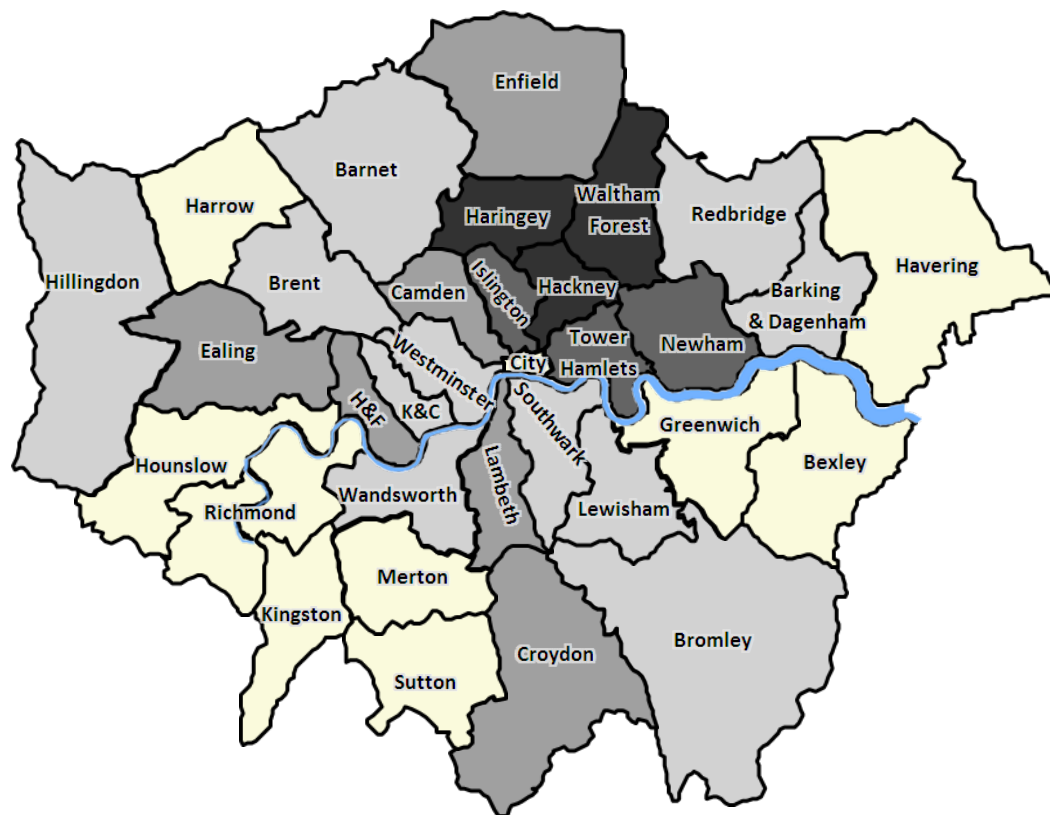 Enfield
Barnet
Waltham
Forest
Harrow
Haringey
Redbridge
Hillingdon
Brent
Camden
Islington
Hackney
Havering
Barking
& Dagenham
Ealing
Westminster
City
Tower
Hamlets
Newham
H&F
K&C
Southwark
Greenwich
Hounslow
Bexley
Lambeth
Wandsworth
Richmond
Lewisham
Merton
Kingston
Bromley
Croydon
Sutton